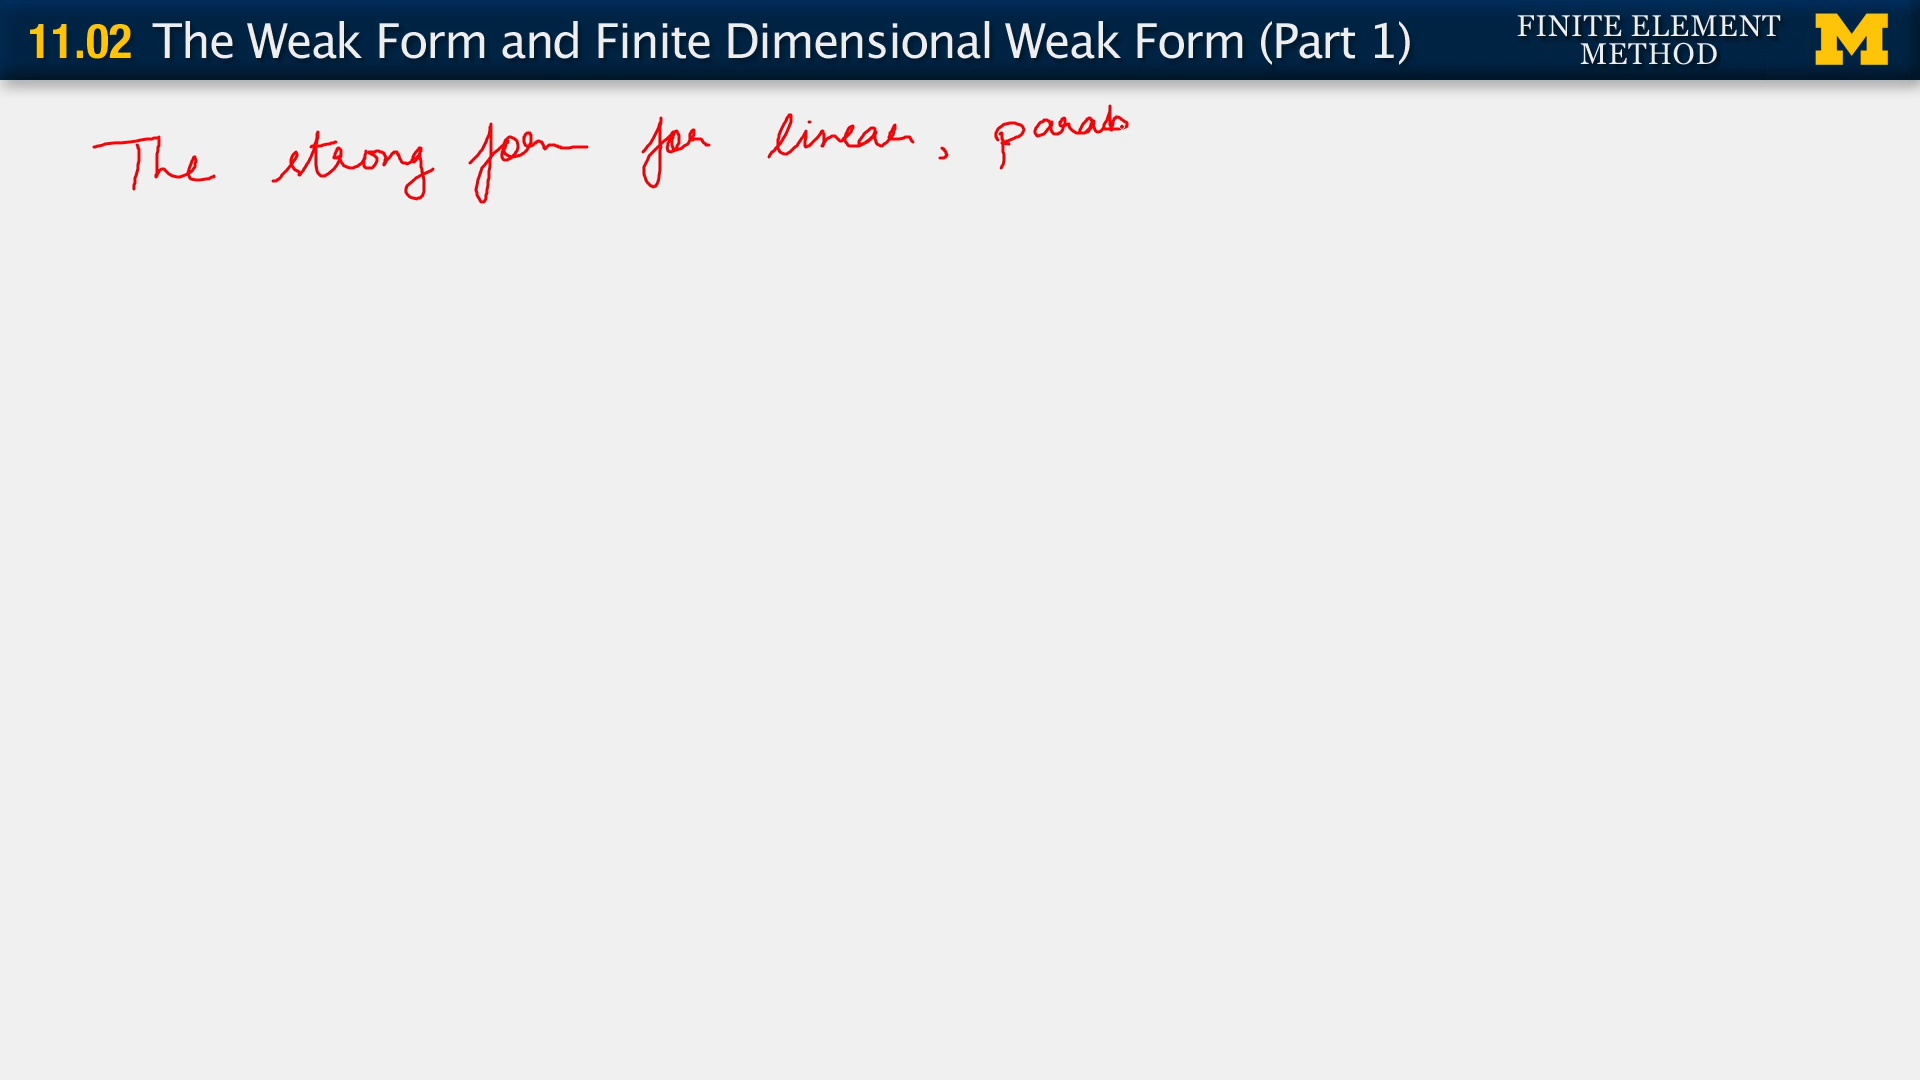 11.02 The Weak Form and Finite Dimensional Weak Form (Part 1)
FINITE ELEMENT
METHOD
M
The strong form for linear, parab